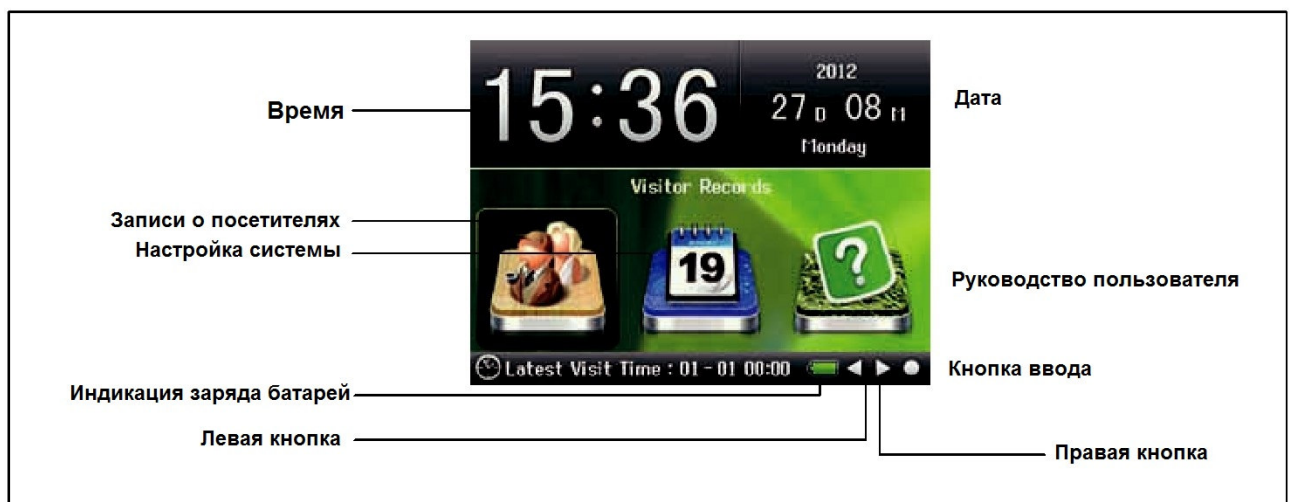 Время
15:36
2012
27 D 08 M
Monday
Дата
Visitor Records
Записи о посетителях
Настройка системы
19
?
Руководство пользователя
Latest Visit Time : 01 - 01 00:00
Кнопка ввода
Индикация заряда батарей
Левая кнопка
Правая кнопка